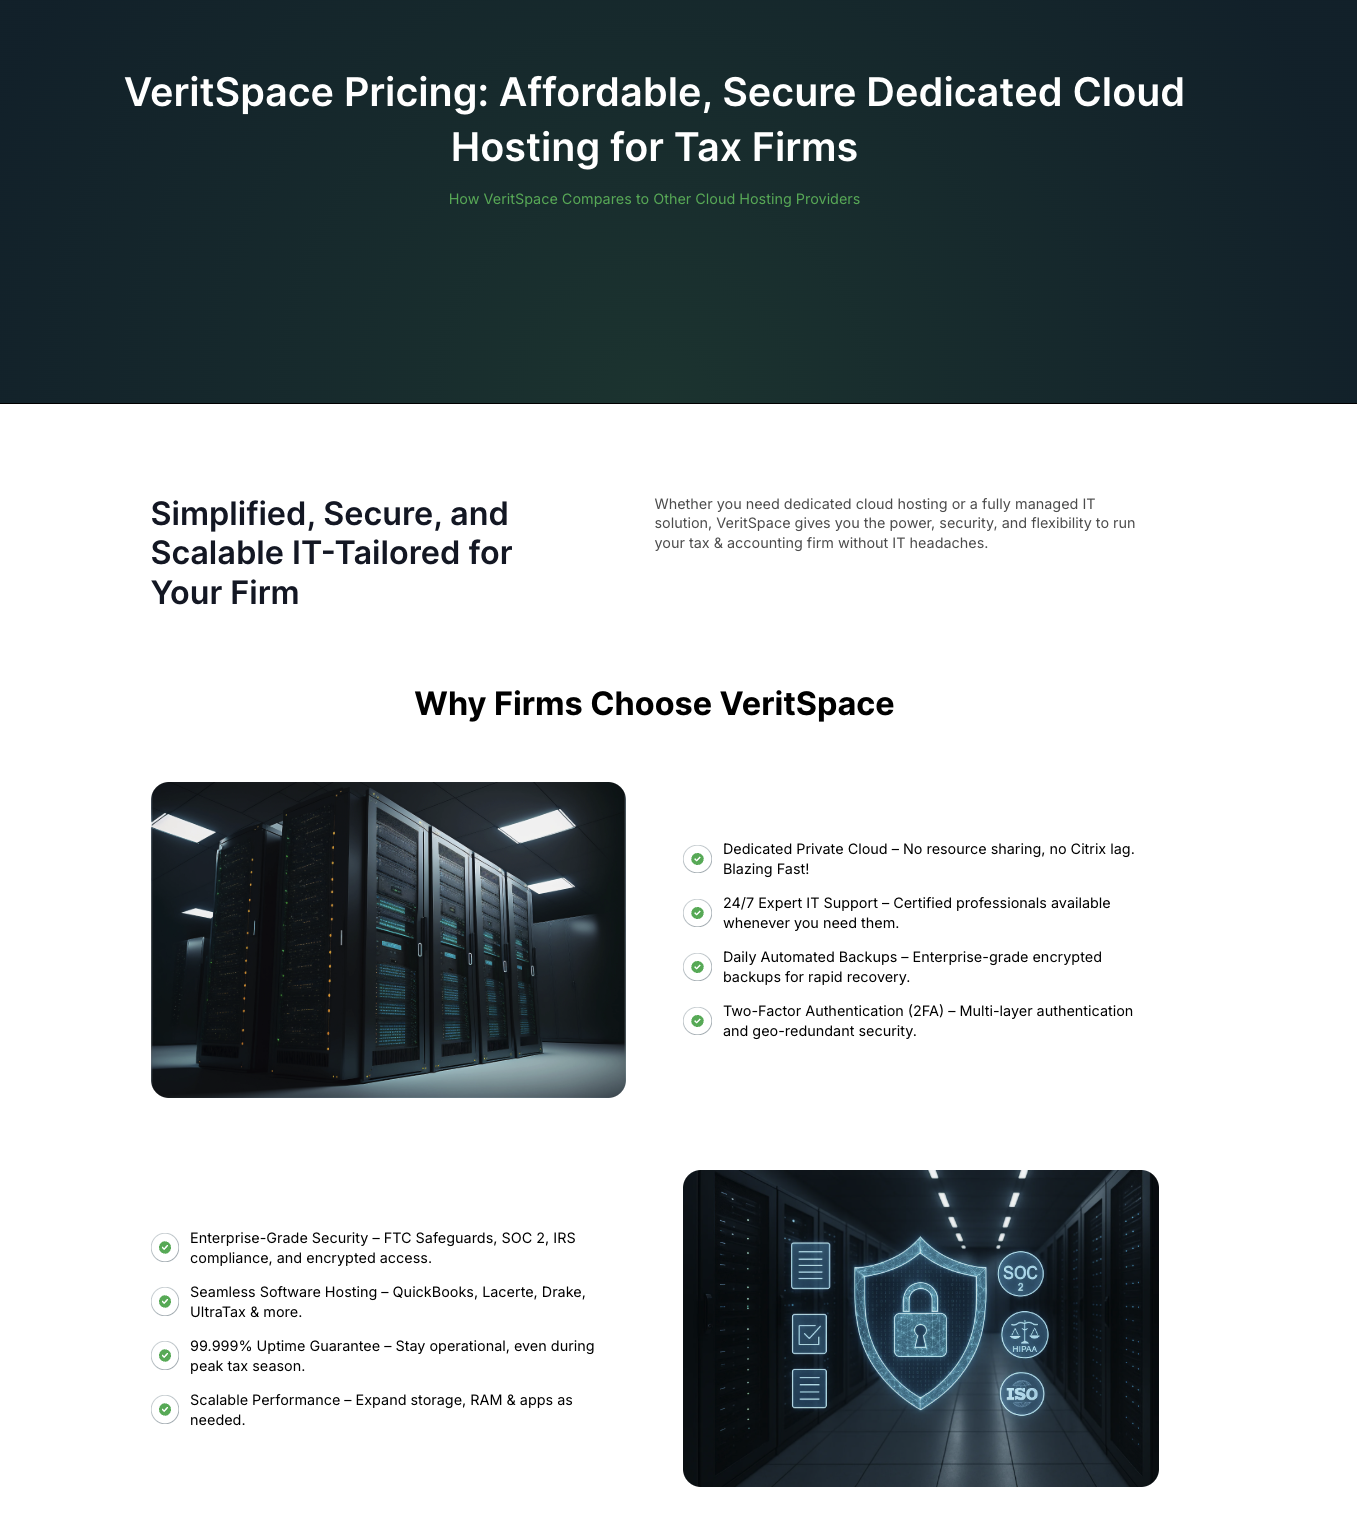 VeritSpace Pricing: Affordable, Secure Dedicated Cloud
Hosting for Tax Firms
How VeritSpace Compares to Other Cloud Hosting Providers
Simplified, Secure, and
Scalable IT-Tailored for
Your Firm
Whether you need dedicated cloud hosting or a fully managed IT
solution, VeritSpace gives you the power, security, and flexibility to run
your tax & accounting firm without IT headaches.
Why Firms Choose VeritSpace
Dedicated Private Cloud – No resource sharing, no Citrix lag.
Blazing Fast!
24/7 Expert IT Support – Certified professionals available
whenever you need them.
Daily Automated Backups – Enterprise-grade encrypted
backups for rapid recovery.
Two-Factor Authentication (2FA) – Multi-layer authentication
and geo-redundant security.
Enterprise-Grade Security – FTC Safeguards, SOC 2, IRS
compliance, and encrypted access.
Seamless Software Hosting – QuickBooks, Lacerte, Drake,
UltraTax & more.
99.999% Uptime Guarantee – Stay operational, even during
peak tax season.
Scalable Performance – Expand storage, RAM & apps as
needed.
SOC
2
HIPAA
ISO